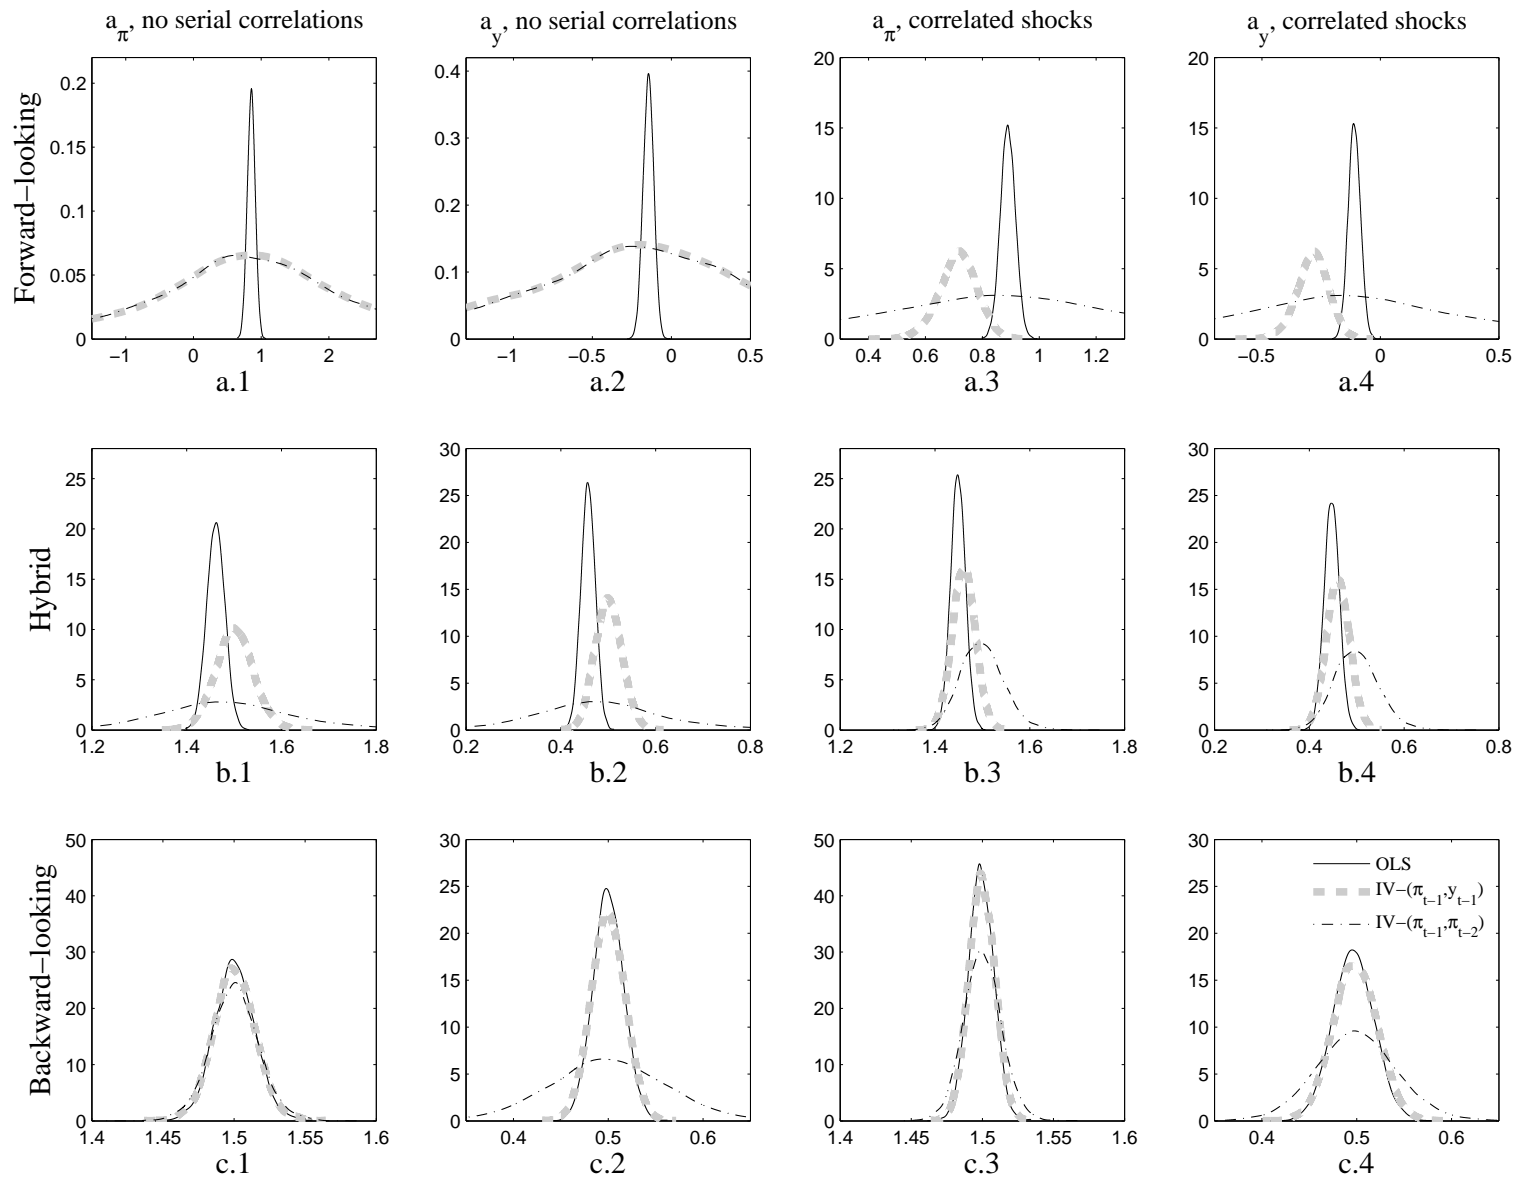 a_π, no serial correlations
a_y, no serial correlations
a_π, correlated shocks
a_y, correlated shocks
Forward−looking
0 0.05 0.1 0.15 0.2
−1 0 1 2
a.1
0 0.1 0.2 0.3 0.4
−1 −0.5 0 0.5
a.2
0 5 10 15 20
0.4 0.6 0.8 1 1.2
a.3
0 5 10 15 20
−0.5 0 0.5
a.4
Hybrid
0 5 10 15 20 25
1.2 1.4 1.6 1.8
b.1
0 5 10 15 20 25 30
0.2 0.4 0.6 0.8
b.2
0 5 10 15 20 25
1.2 1.4 1.6 1.8
b.3
0 5 10 15 20 25 30
0.2 0.4 0.6 0.8
b.4
Backward−looking
0 10 20 30 40 50
1.4 1.45 1.5 1.55 1.6
c.1
0 5 10 15 20 25 30
0.4 0.5 0.6
c.2
0 10 20 30 40 50
1.4 1.45 1.5 1.55 1.6
c.3
0 5 10 15 20 25 30
0.4 0.5 0.6
c.4
OLS
IV−(π_{t−1},y_{t−1})
IV−(π_{t−1},π_{t−2})